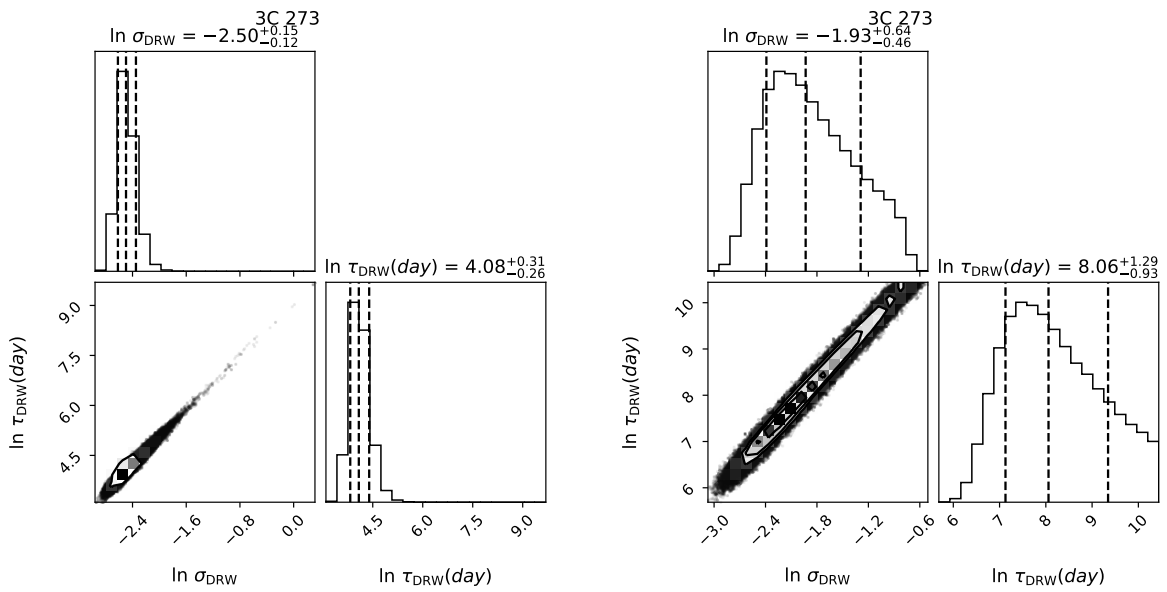 3C 273
ln σ_DRW = −2.50^{+0.15}_{−0.12}
ln τ_DRW(day) = 4.08^{+0.31}_{−0.26}
9.0
7.5
6.0
4.5
ln τ_DRW(day)
−2.4 −1.6 −0.8 0.0
ln σ_DRW
4.5 6.0 7.5 9.0
ln τ_DRW(day)
3C 273
ln σ_DRW = −1.93^{+0.64}_{−0.46}
ln τ_DRW(day) = 8.06^{+1.29}_{−0.93}
10
9
8
7
6
ln τ_DRW(day)
−3.0 −2.4 −1.8 −1.2 −0.6
ln σ_DRW
6 7 8 9 10
ln τ_DRW(day)